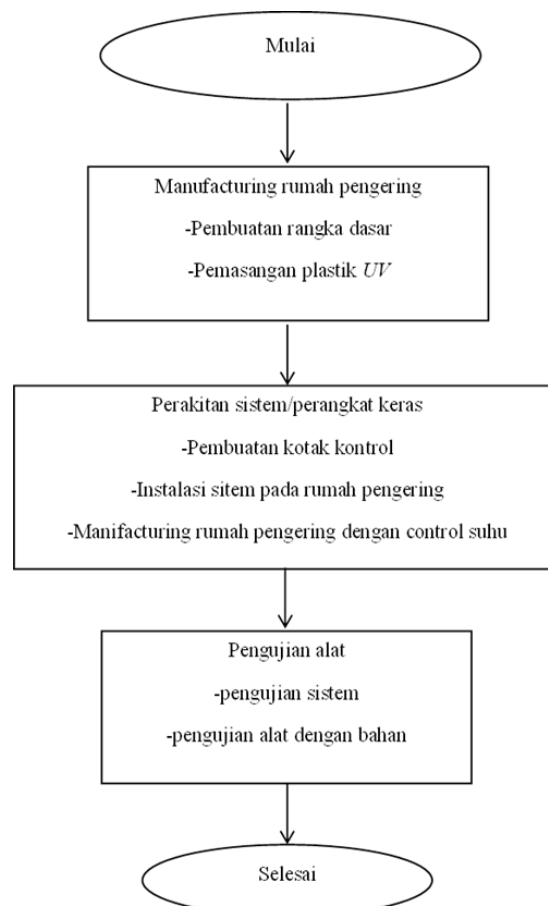 Mulai
Manufacturing rumah pengering
-Pembuatan rangka dasar
-Pemasangan plastik UV
Perakitan sistem/perangkat keras
-Pembuatan kotak kontrol
-Instalasi sitem pada rumah pengering
-Manifacturing rumah pengering dengan control suhu
Pengujian alat
-pengujian sistem
-pengujian alat dengan bahan
Selesai